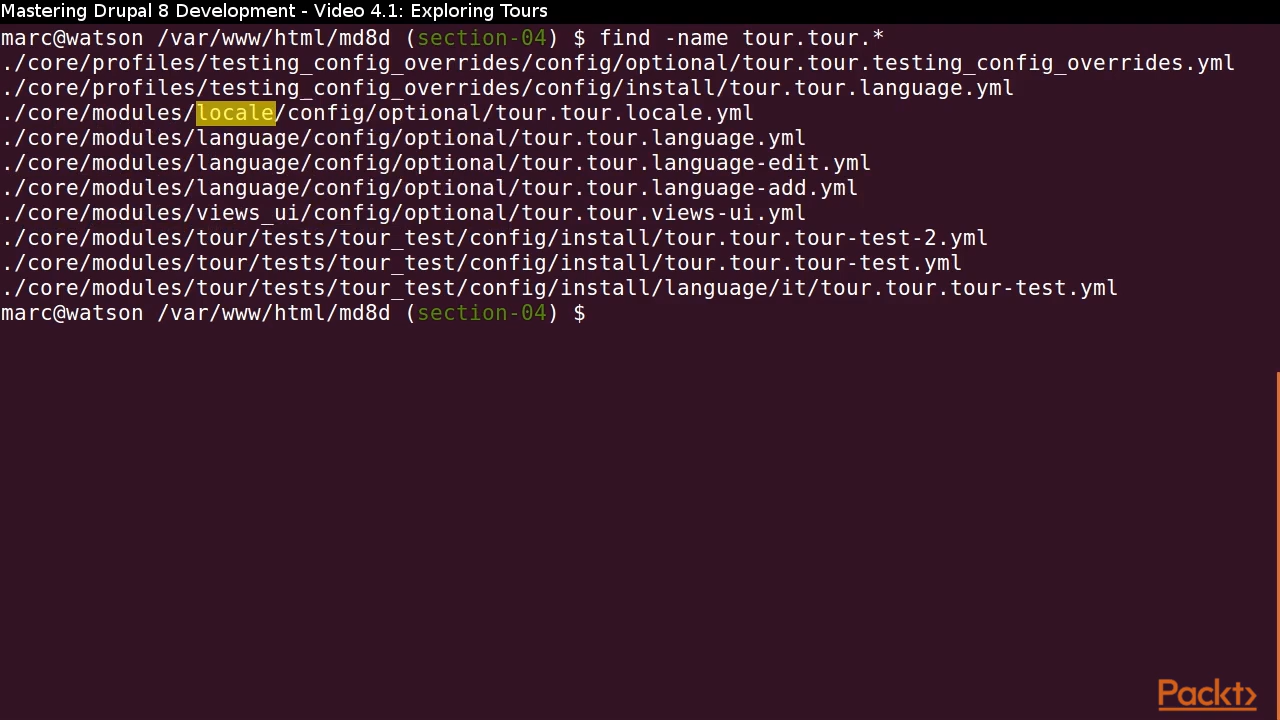 Mastering Drupal 8 Development - Video 4.1: Exploring Tours
marc@watson /var/www/html/md8d (section-04) $ find -name tour.tour.*
./core/profiles/testing_config_overrides/config/optional/tour.tour.testing_config_overrides.yml
./core/profiles/testing_config_overrides/config/install/tour.tour.language.yml
./core/modules/locale/config/optional/tour.tour.locale.yml
./core/modules/language/config/optional/tour.tour.language.yml
./core/modules/language/config/optional/tour.tour.language-edit.yml
./core/modules/language/config/optional/tour.tour.language-add.yml
./core/modules/views_ui/config/optional/tour.tour.views-ui.yml
./core/modules/tour/tests/tour_test/config/install/tour.tour.tour-test-2.yml
./core/modules/tour/tests/tour_test/config/install/tour.tour.tour-test.yml
./core/modules/tour/tests/tour_test/config/install/language/it/tour.tour.tour-test.yml
marc@watson /var/www/html/md8d (section-04) $
Packt>